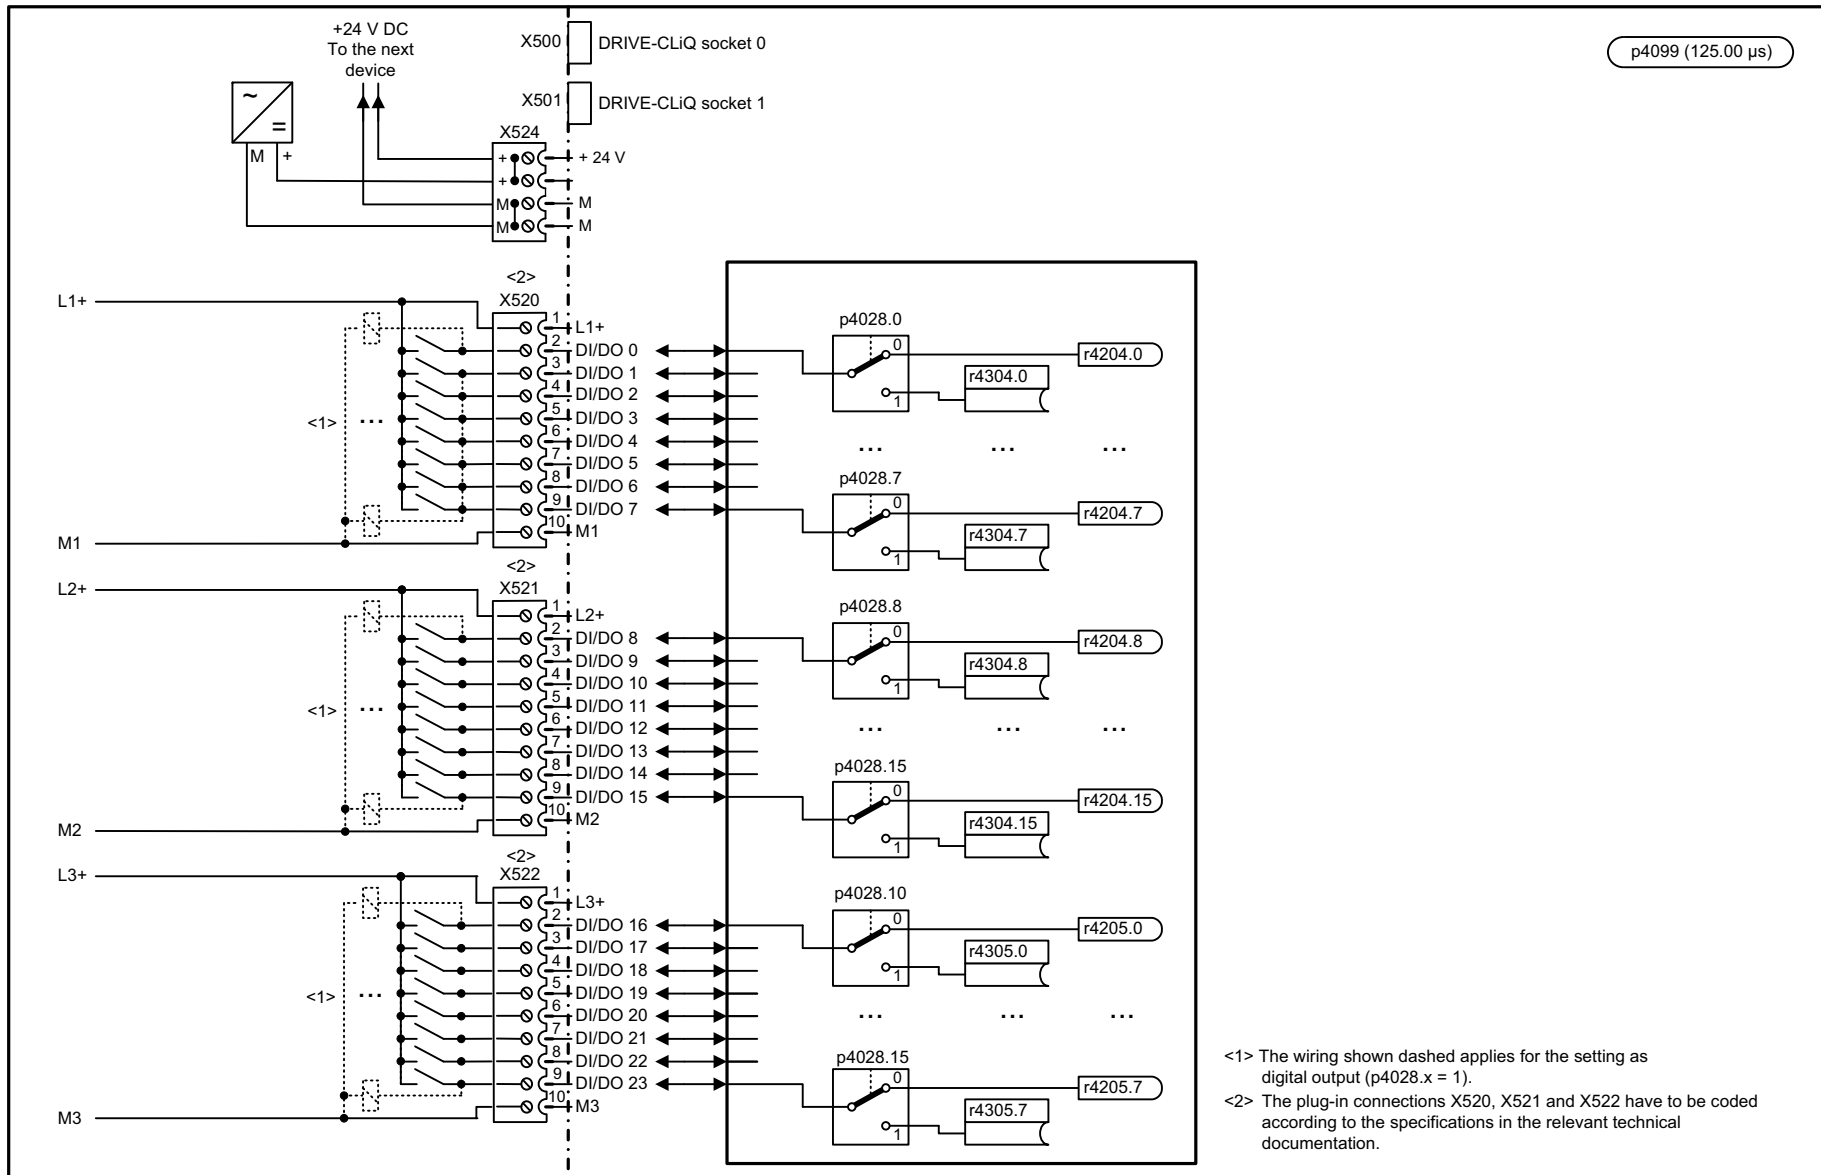 +24 V DC
To the next
device
X500
DRIVE-CLiQ socket 0
p4099 (125.00 µs)
X501
DRIVE-CLiQ socket 1
~
=
M
+
X524
+
+ 24 V
+
M
M
M
M
<2>
X520
L1+
1
L1+
2
DI/DO 0
3
DI/DO 1
4
DI/DO 2
5
DI/DO 3
6
DI/DO 4
7
DI/DO 5
8
DI/DO 6
9
DI/DO 7
10
M1
<1>
...
M1
p4028.0
0
1
r4204.0
r4304.0
...
...
...
p4028.7
0
1
r4204.7
r4304.7
<2>
X521
L2+
1
L2+
2
DI/DO 8
3
DI/DO 9
4
DI/DO 10
5
DI/DO 11
6
DI/DO 12
7
DI/DO 13
8
DI/DO 14
9
DI/DO 15
10
M2
<1>
...
M2
p4028.8
0
1
r4204.8
r4304.8
...
...
...
p4028.15
0
1
r4204.15
r4304.15
<2>
X522
L3+
1
L3+
2
DI/DO 16
3
DI/DO 17
4
DI/DO 18
5
DI/DO 19
6
DI/DO 20
7
DI/DO 21
8
DI/DO 22
9
DI/DO 23
10
M3
<1>
...
M3
p4028.10
0
1
r4205.0
r4305.0
...
...
...
p4028.15
0
1
r4205.7
r4305.7
<1> The wiring shown dashed applies for the setting as
digital output (p4028.x = 1).
<2> The plug-in connections X520, X521 and X522 have to be coded
according to the specifications in the relevant technical
documentation.